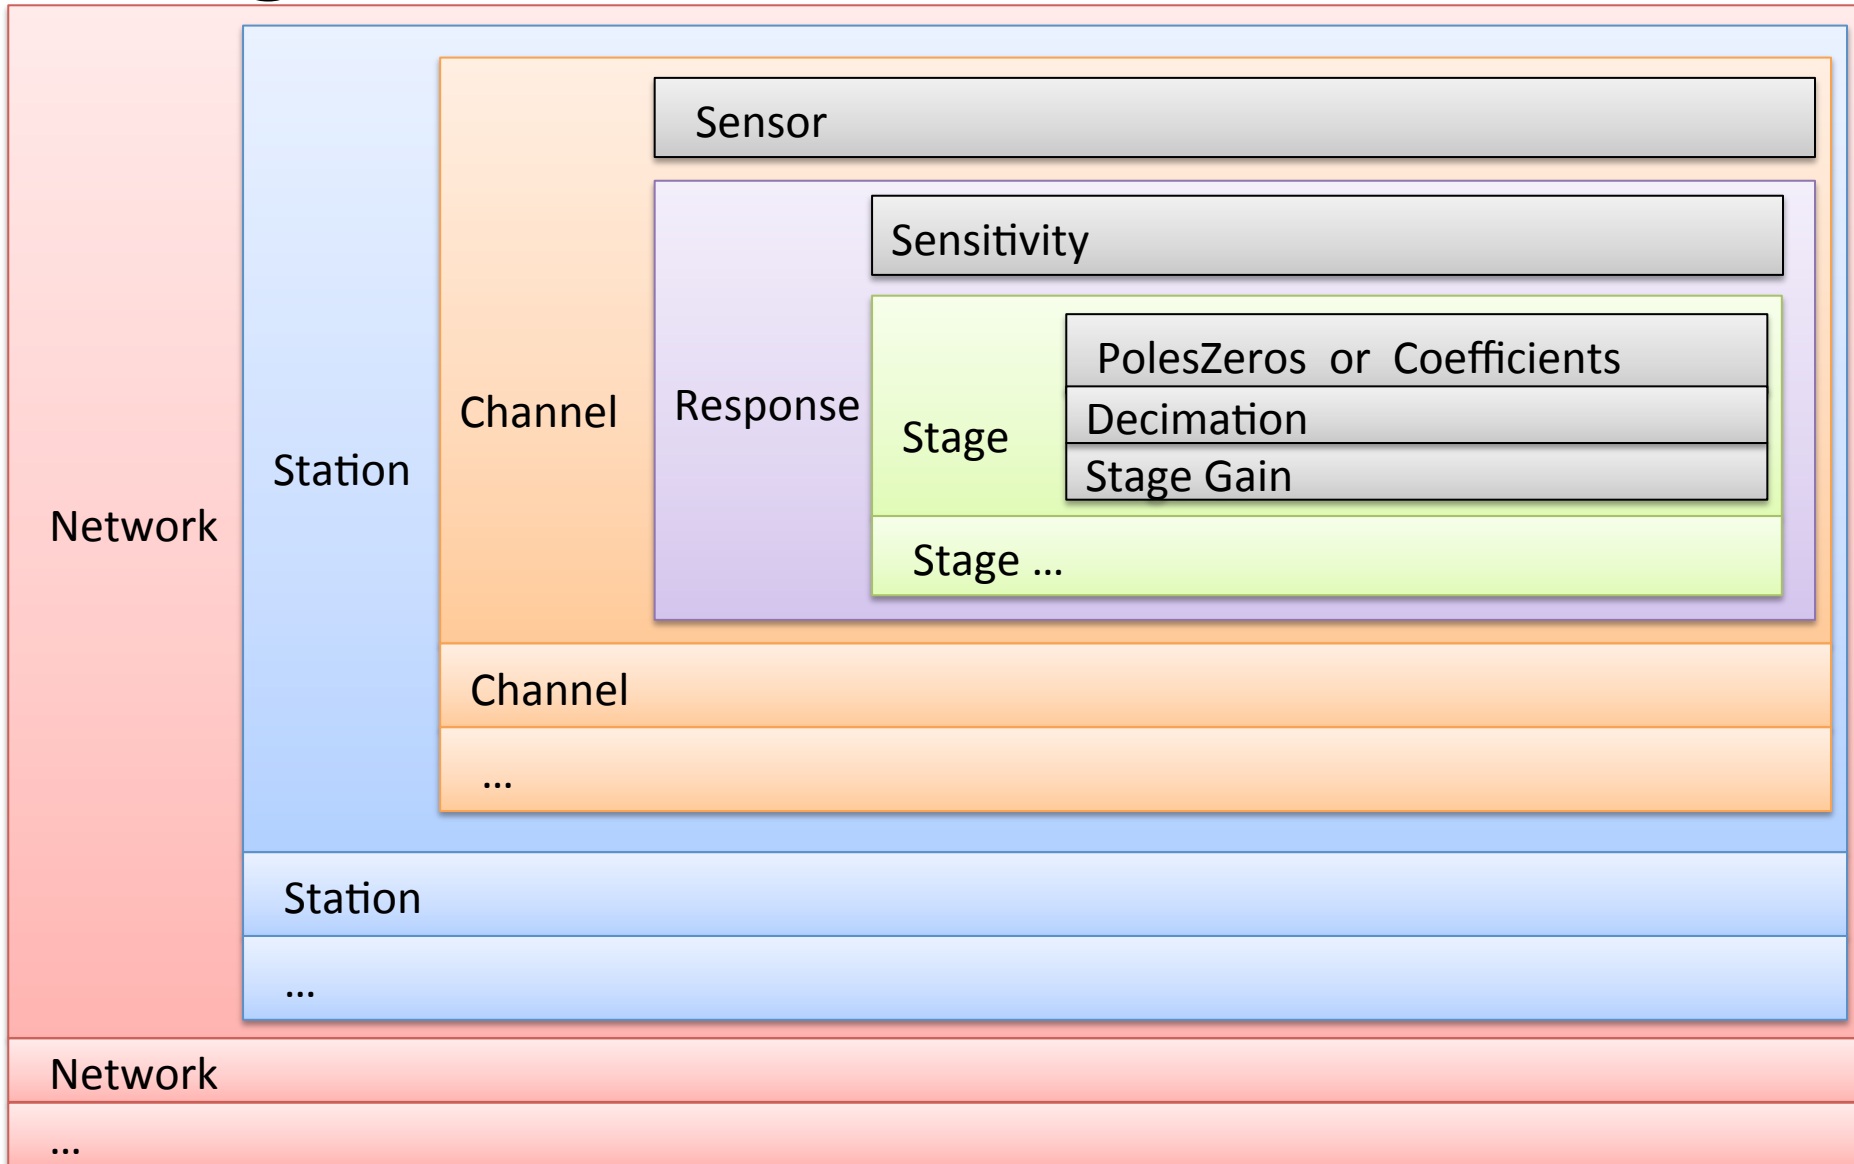 Sensor
Sensitivity
PolesZeros or Coefficients
Channel
Response
Decimation
Stage
Station
Stage Gain
Network
Stage ...
Channel
...
Station
...
Network
...